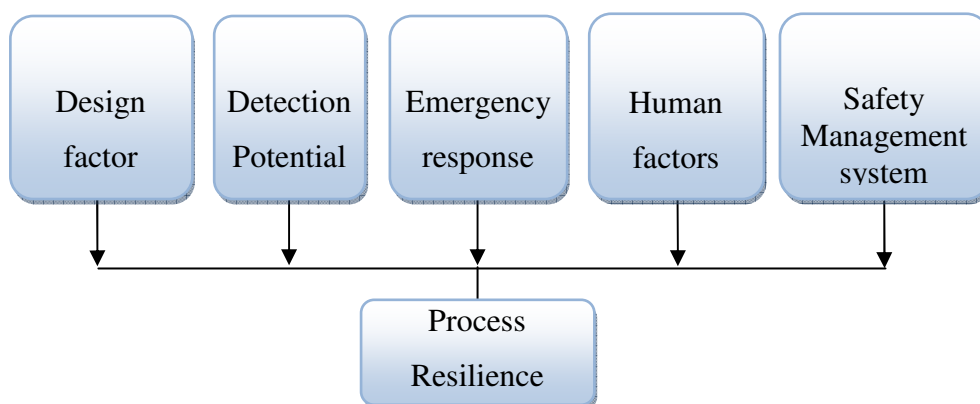 Design
factor
Detection
Potential
Emergency
response
Human
factors
Safety
Management
system
Process
Resilience